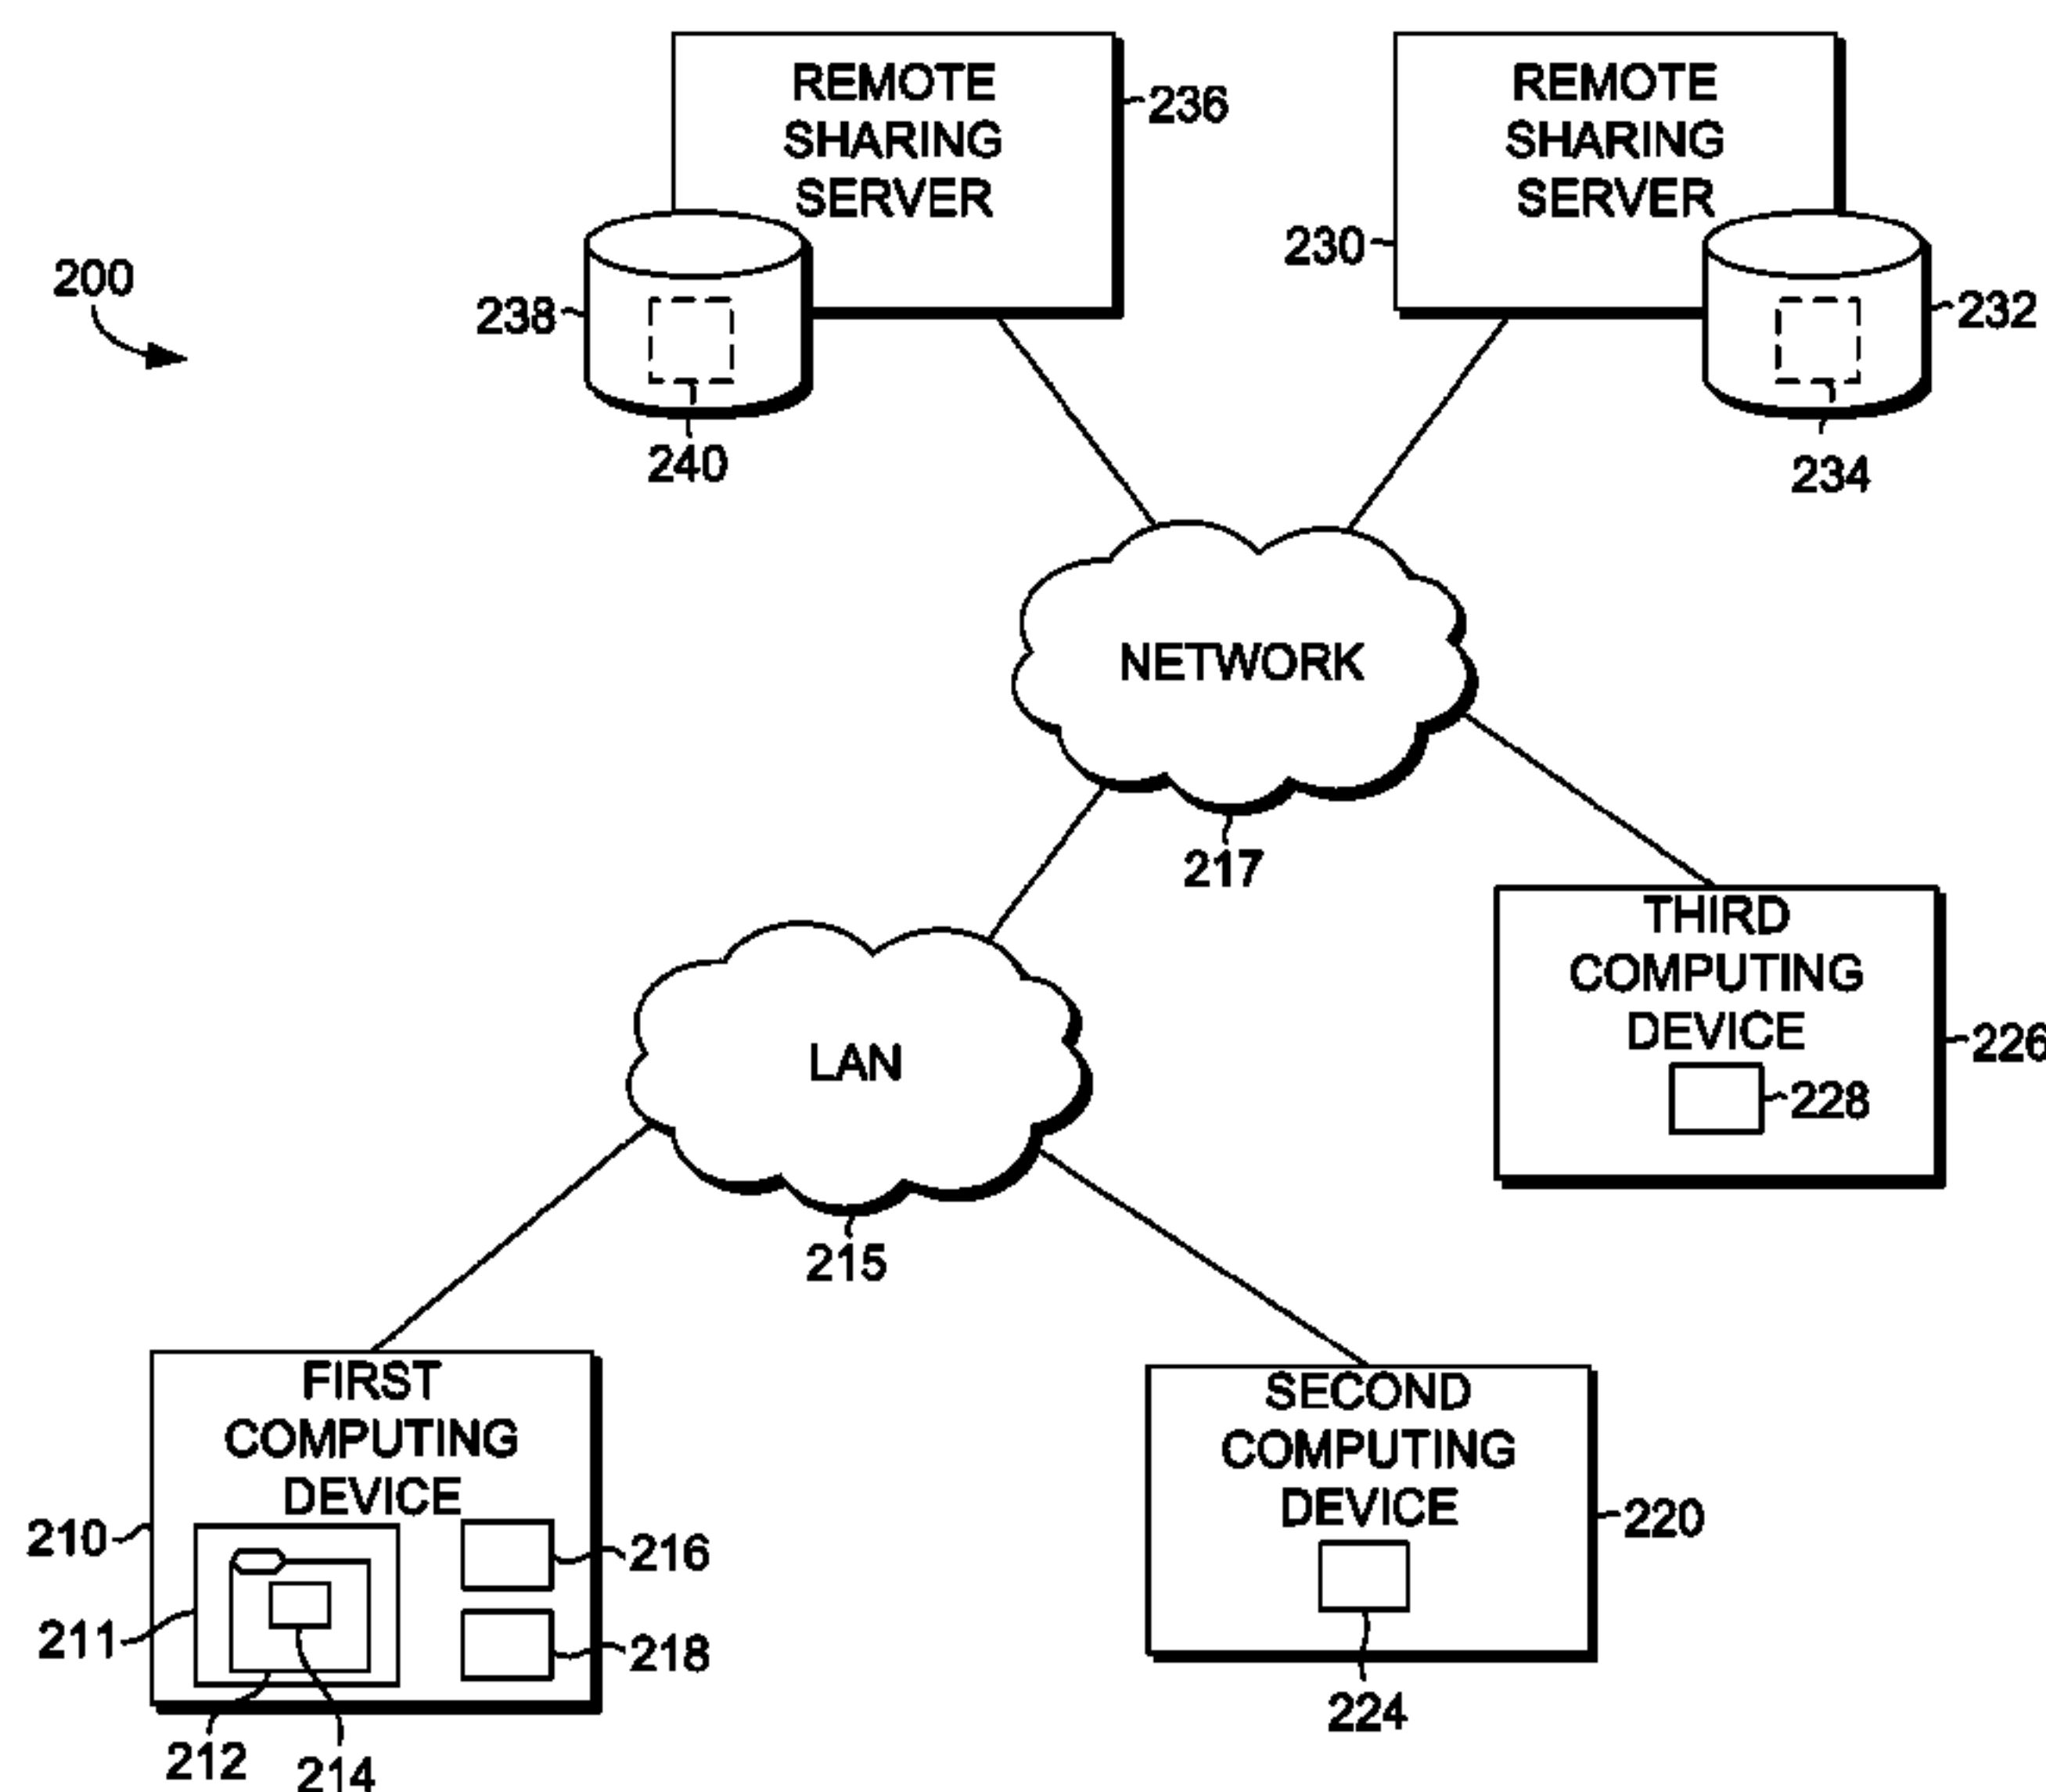 REMOTE
SHARING
SERVER
236
REMOTE
SHARING
SERVER
230
200
238
232
240
234
NETWORK
217
THIRD
COMPUTING
DEVICE
226
228
LAN
215
FIRST
COMPUTING
DEVICE
210
216
211
218
212
214
SECOND
COMPUTING
DEVICE
220
224